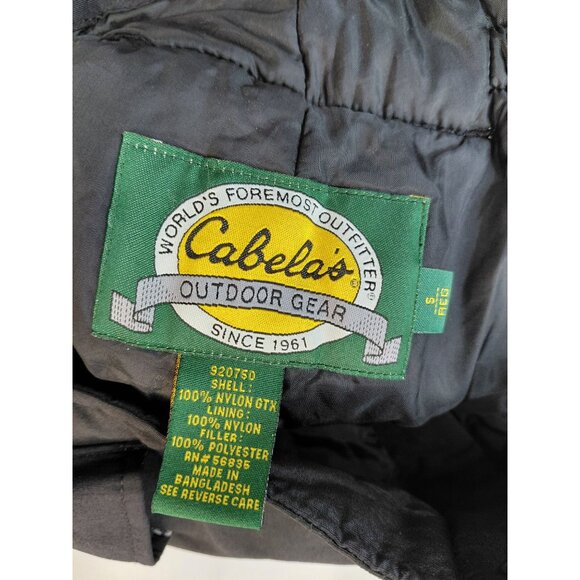 WORLD'S FOREMOST OUTFITTER®
Cabela's®
OUTDOOR GEAR
SINCE 1961
S
REG
920750
SHELL:
100% NYLON GTX
LINING:
100% NYLON
FILLER:
100% POLYESTER
RN# 56835
MADE IN
BANGLADESH
SEE REVERSE CARE